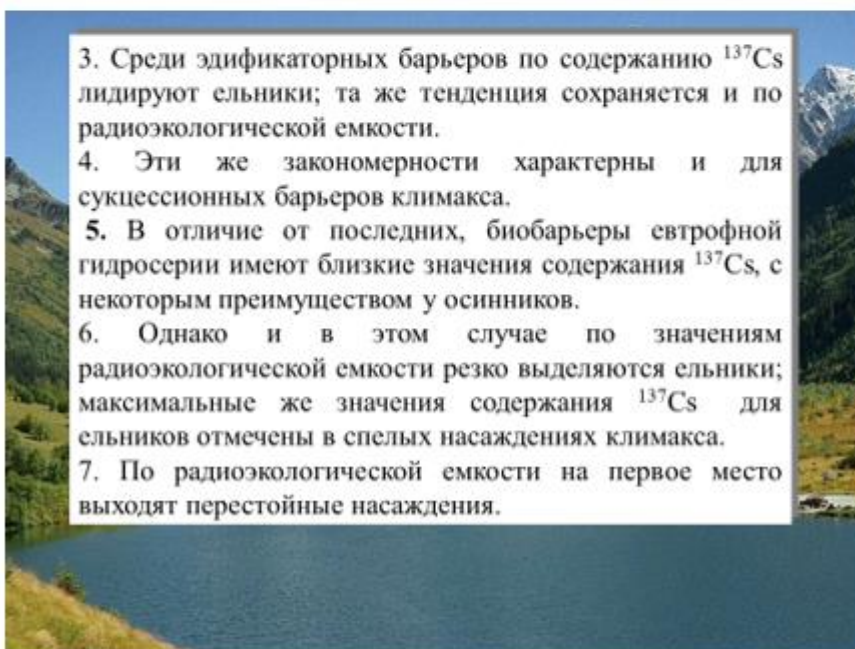 3. Среди эдификаторных барьеров по содержанию ¹³⁷Cs
лидируют ельники; та же тенденция сохраняется и по
радиоэкологической емкости.
4. Эти же закономерности характерны и для
сукцессионных барьеров климакса.
5. В отличие от последних, биобарьеры евтрофной
гидросерии имеют близкие значения содержания ¹³⁷Cs, с
некоторым преимуществом у осинников.
6. Однако и в этом случае по значениям
радиоэкологической емкости резко выделяются ельники;
максимальные же значения содержания ¹³⁷Cs для
ельников отмечены в спелых насаждениях климакса.
7. По радиоэкологической емкости на первое место
выходят перестойные насаждения.